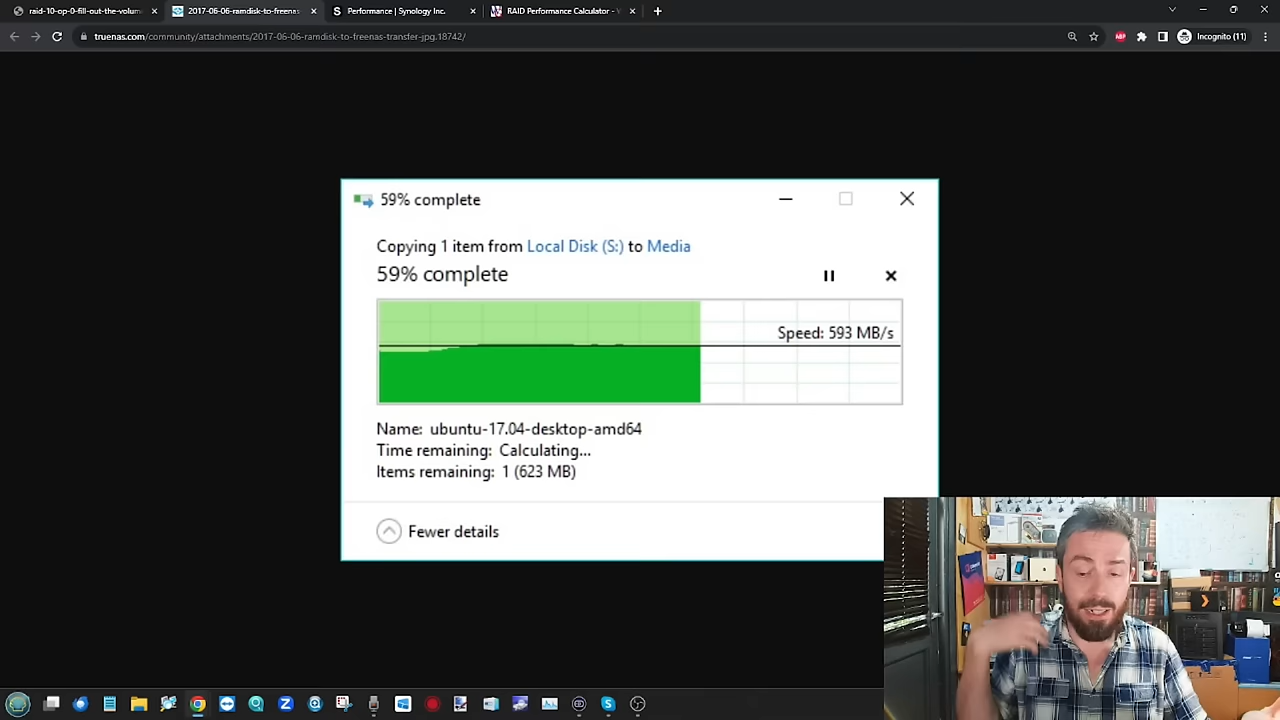 raid-10-op-0-fill-out-the-volum
2017-06-06-ramdisk-to-freenas
Performance | Synology Inc.
RAID Performance Calculator - V
truenas.com/community/attachments/2017-06-06-ramdisk-to-freenas-transfer-jpg.18742/
ABP
Incognito (11)
59% complete
Copying 1 item from Local Disk (S:) to Media
59% complete
Speed: 593 MB/s
Name: ubuntu-17.04-desktop-amd64
Time remaining: Calculating...
Items remaining: 1 (623 MB)
Fewer details